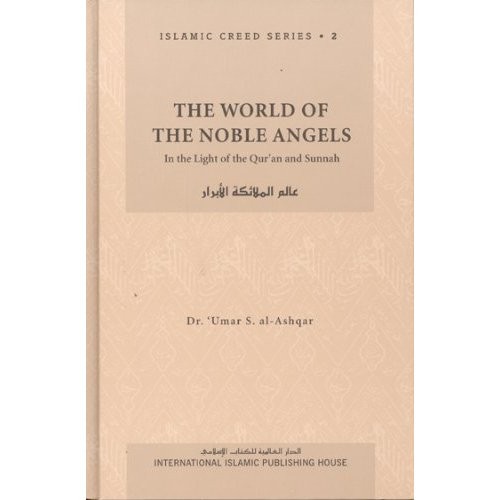 ISLAMIC CREED SERIES • 2
THE WORLD OF
THE NOBLE ANGELS
In the Light of the Qur'an and Sunnah
عالم الملائكة الأبرار
Dr. 'Umar S. al-Ashqar
الدار العالمية للكتاب الإسلامي
INTERNATIONAL ISLAMIC PUBLISHING HOUSE